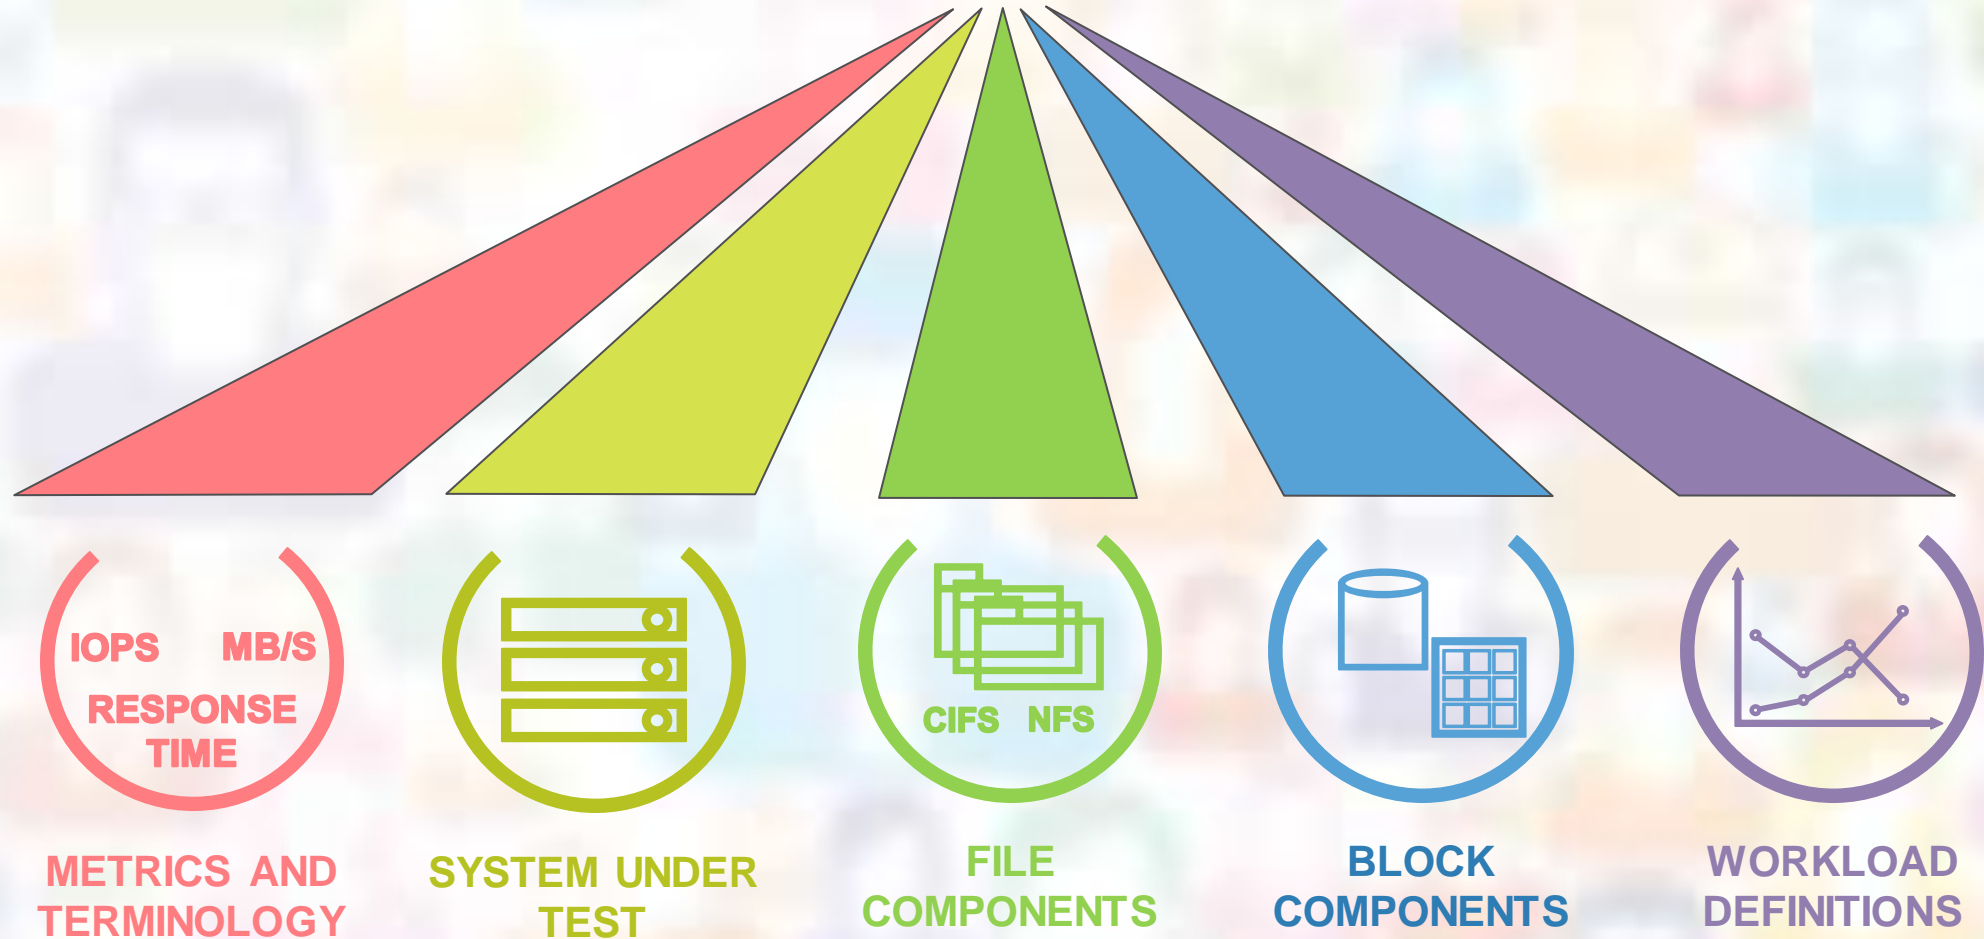 IOPS MB/S
RESPONSE
TIME
METRICS AND
TERMINOLOGY
SYSTEM UNDER
TEST
CIFS NFS
FILE
COMPONENTS
BLOCK
COMPONENTS
WORKLOAD
DEFINITIONS